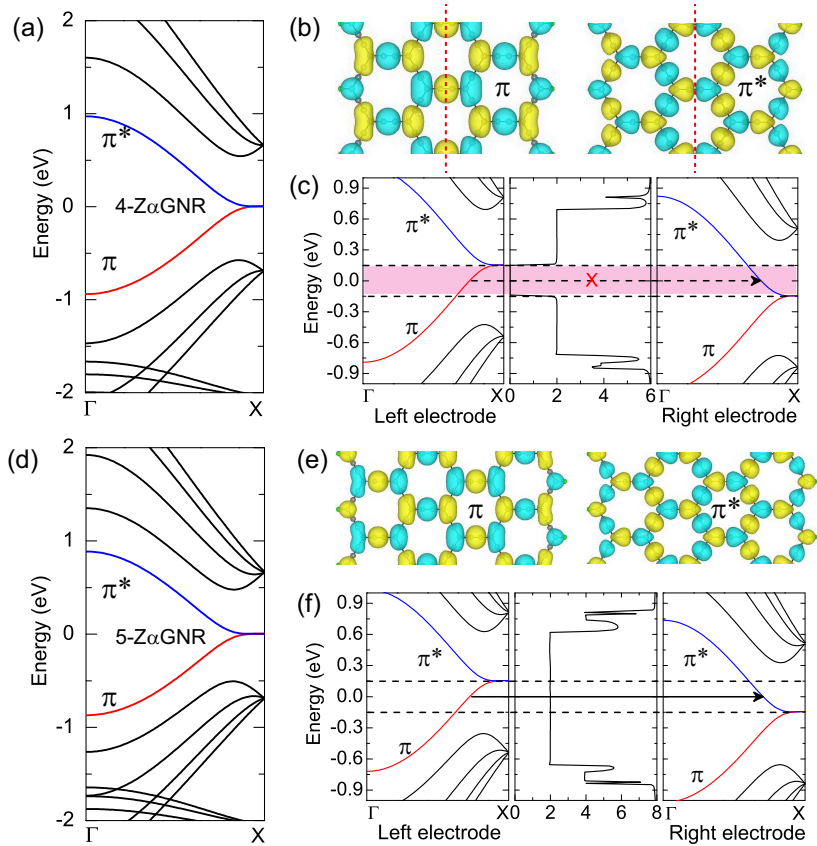 (a)
2
1
0
-1
-2
Energy (eV)
π*
4-ZαGNR
π
Γ
X
(b)
π
π*
(c)
0.9
0.6
0.3
0.0
-0.3
-0.6
-0.9
Energy (eV)
π*
π
X
π*
π
Γ
X
0
2
4
6
Γ
X
Left electrode
Right electrode
(d)
2
1
0
-1
-2
Energy (eV)
π*
5-ZαGNR
π
Γ
X
(e)
π
π*
(f)
0.9
0.6
0.3
0.0
-0.3
-0.6
-0.9
Energy (eV)
π*
π
π*
π
Γ
X
0
2
4
6
8
Γ
X
Left electrode
Right electrode